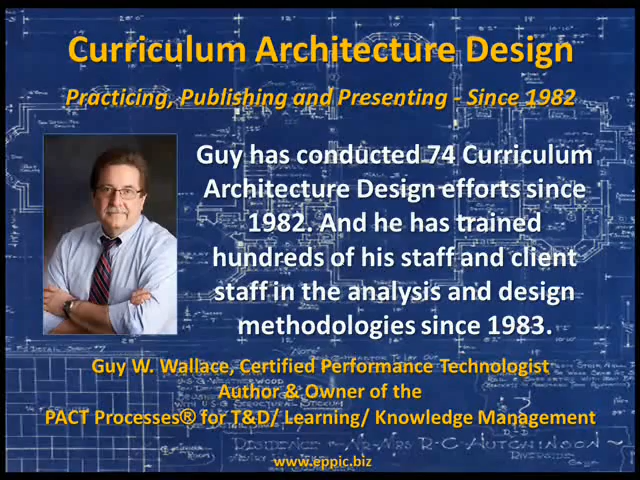 Curriculum Architecture Design
Practicing, Publishing and Presenting - Since 1982
Guy has conducted 74 Curriculum
Architecture Design efforts since
1982. And he has trained
hundreds of his staff and client
staff in the analysis and design
methodologies since 1983.
Guy W. Wallace, Certified Performance Technologist
Author & Owner of the
PACT Processes® for T&D/ Learning/ Knowledge Management
RESIDENCE
R·C·HUTCHINSON
www.eppic.biz